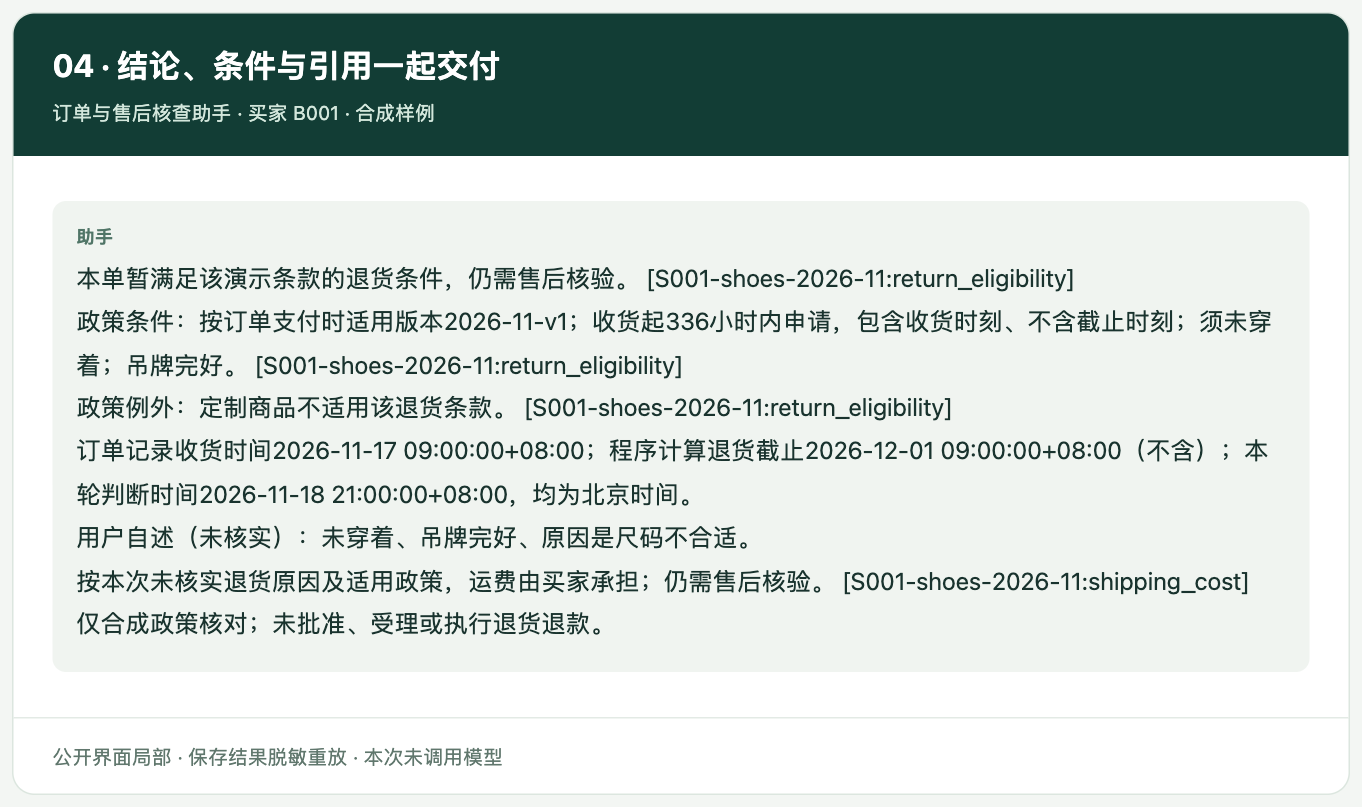 04 · 结论、条件与引用一起交付
订单与售后核查助手 · 买家 B001 · 合成样例
助手
本单暂满足该演示条款的退货条件，仍需售后核验。 [S001-shoes-2026-11:return_eligibility]
政策条件：按订单支付时适用版本2026-11-v1；收货起336小时内申请，包含收货时刻、不含截止时刻；须未穿
着；吊牌完好。 [S001-shoes-2026-11:return_eligibility]
政策例外：定制商品不适用该退货条款。 [S001-shoes-2026-11:return_eligibility]
订单记录收货时间2026-11-17 09:00:00+08:00；程序计算退货截止2026-12-01 09:00:00+08:00（不含）；本
轮判断时间2026-11-18 21:00:00+08:00，均为北京时间。
用户自述（未核实）：未穿着、吊牌完好、原因是尺码不合适。
按本次未核实退货原因及适用政策，运费由买家承担；仍需售后核验。 [S001-shoes-2026-11:shipping_cost]
仅合成政策核对；未批准、受理或执行退货退款。
公开界面局部 · 保存结果脱敏重放 · 本次未调用模型